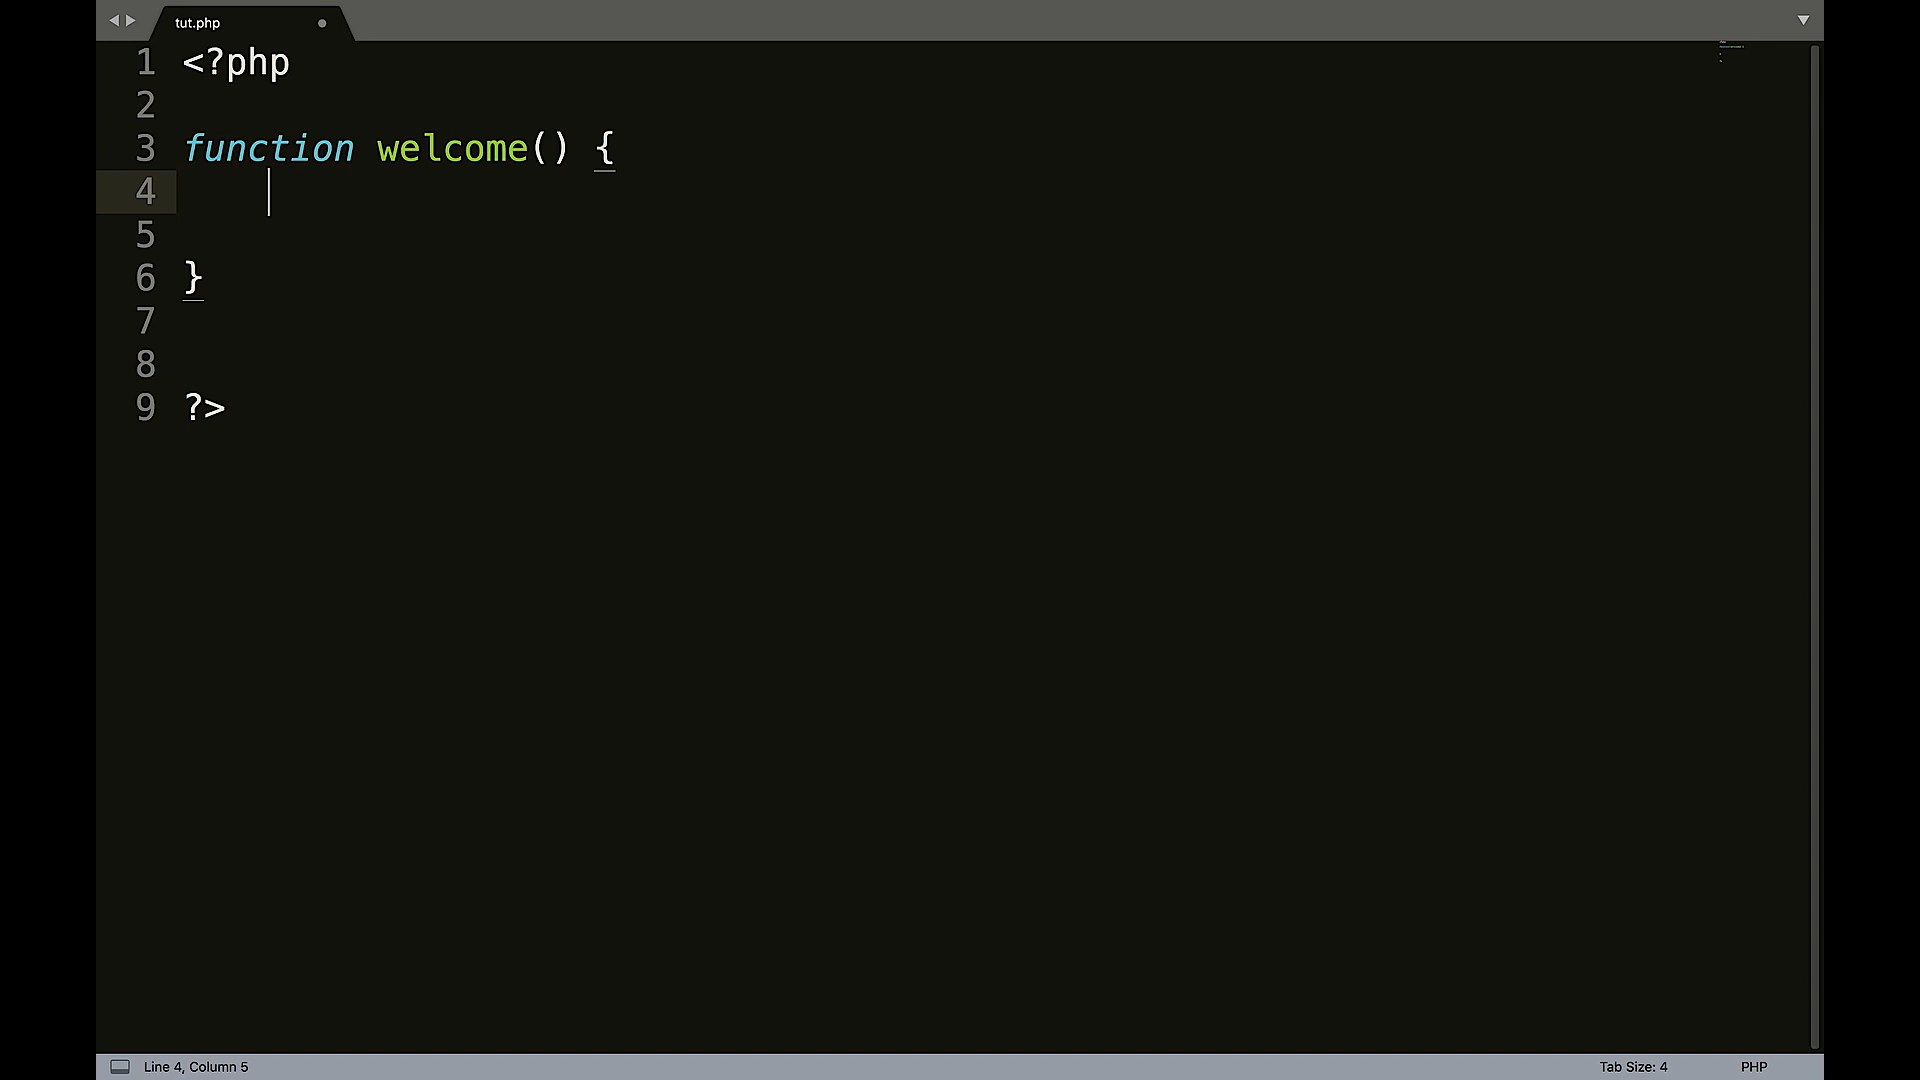 tut.php
1 <?php
2
3 function welcome() {
4
5
6 }
7
8
9 ?>
Line 4, Column 5
Tab Size: 4
PHP